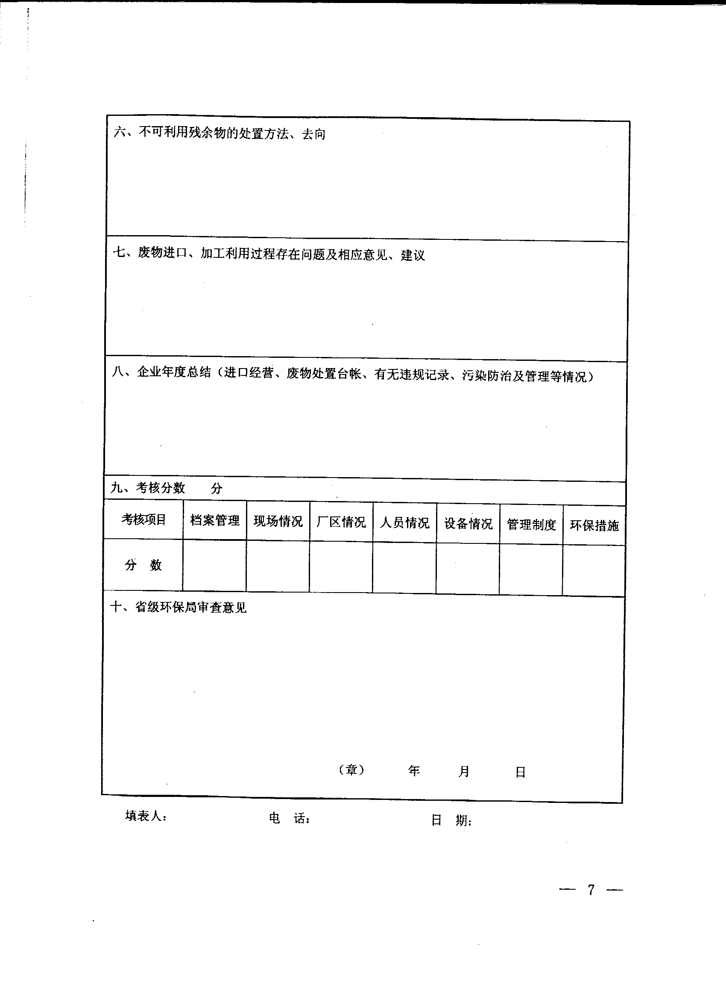 六、不可利用残余物的处置方法、去向
七、废物进口、加工利用过程存在问题及相应意见、建议
八、企业年度总结（进口经营、废物处置台帐、有无违规记录、污染防治及管理等情况）
九、考核分数 分
考核项目 档案管理 现场情况 厂区情况 人员情况 设备情况 管理制度 环保措施
分 数
十、省级环保局审查意见
（章） 年 月 日
填表人： 电 话： 日 期：
— 7 —